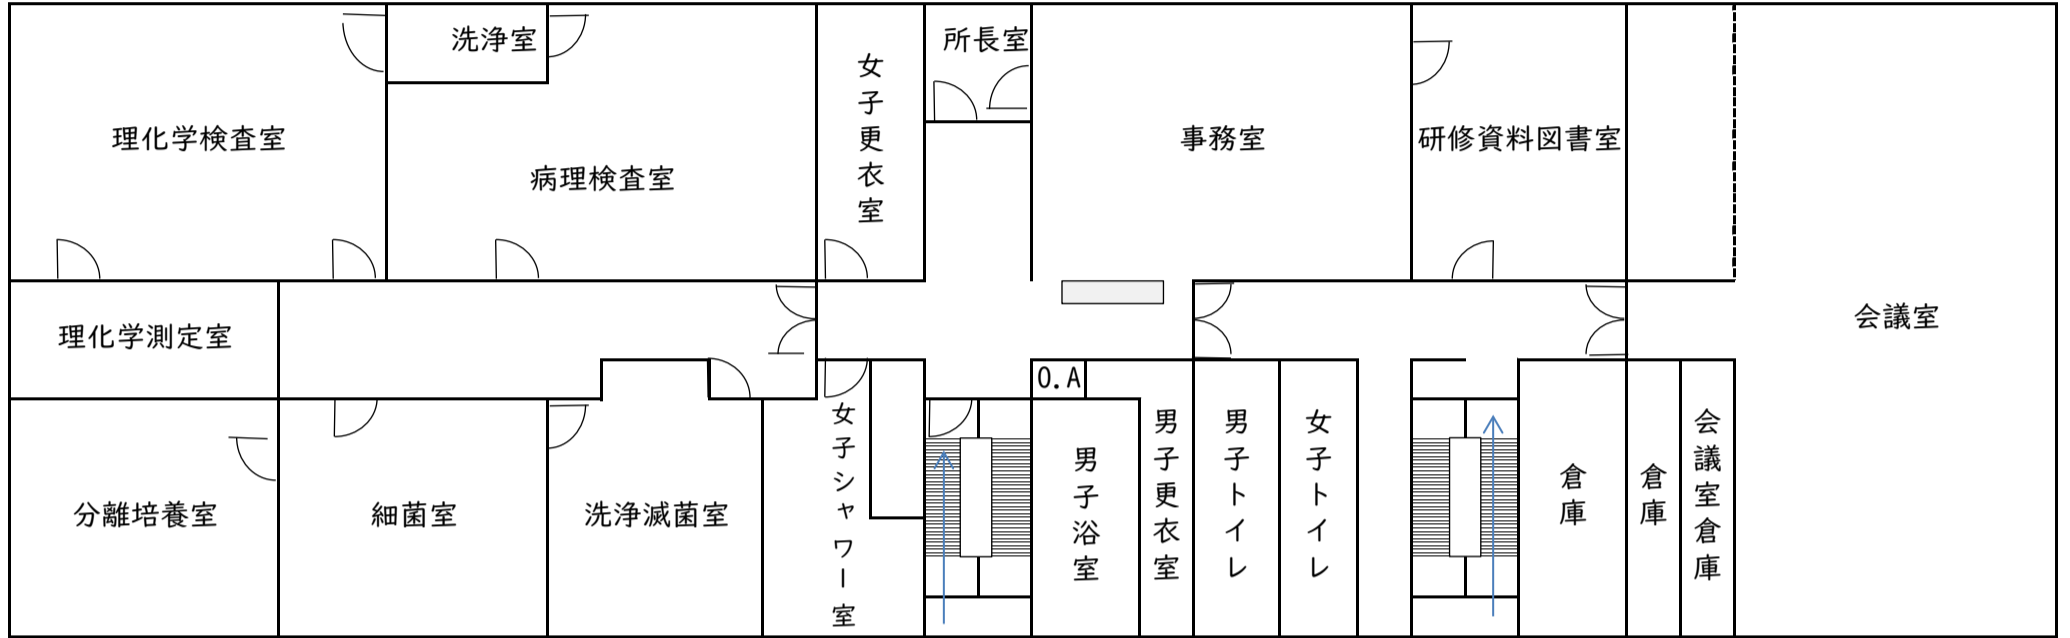 洗浄室
所長室
理化学検査室
病理検査室
女子更衣室
事務室
研修資料図書室
理化学測定室
会議室
O.A
分離培養室
細菌室
洗浄滅菌室
女子シャワー室
男子浴室
男子更衣室
男子トイレ
女子トイレ
倉庫
倉庫
会議室倉庫